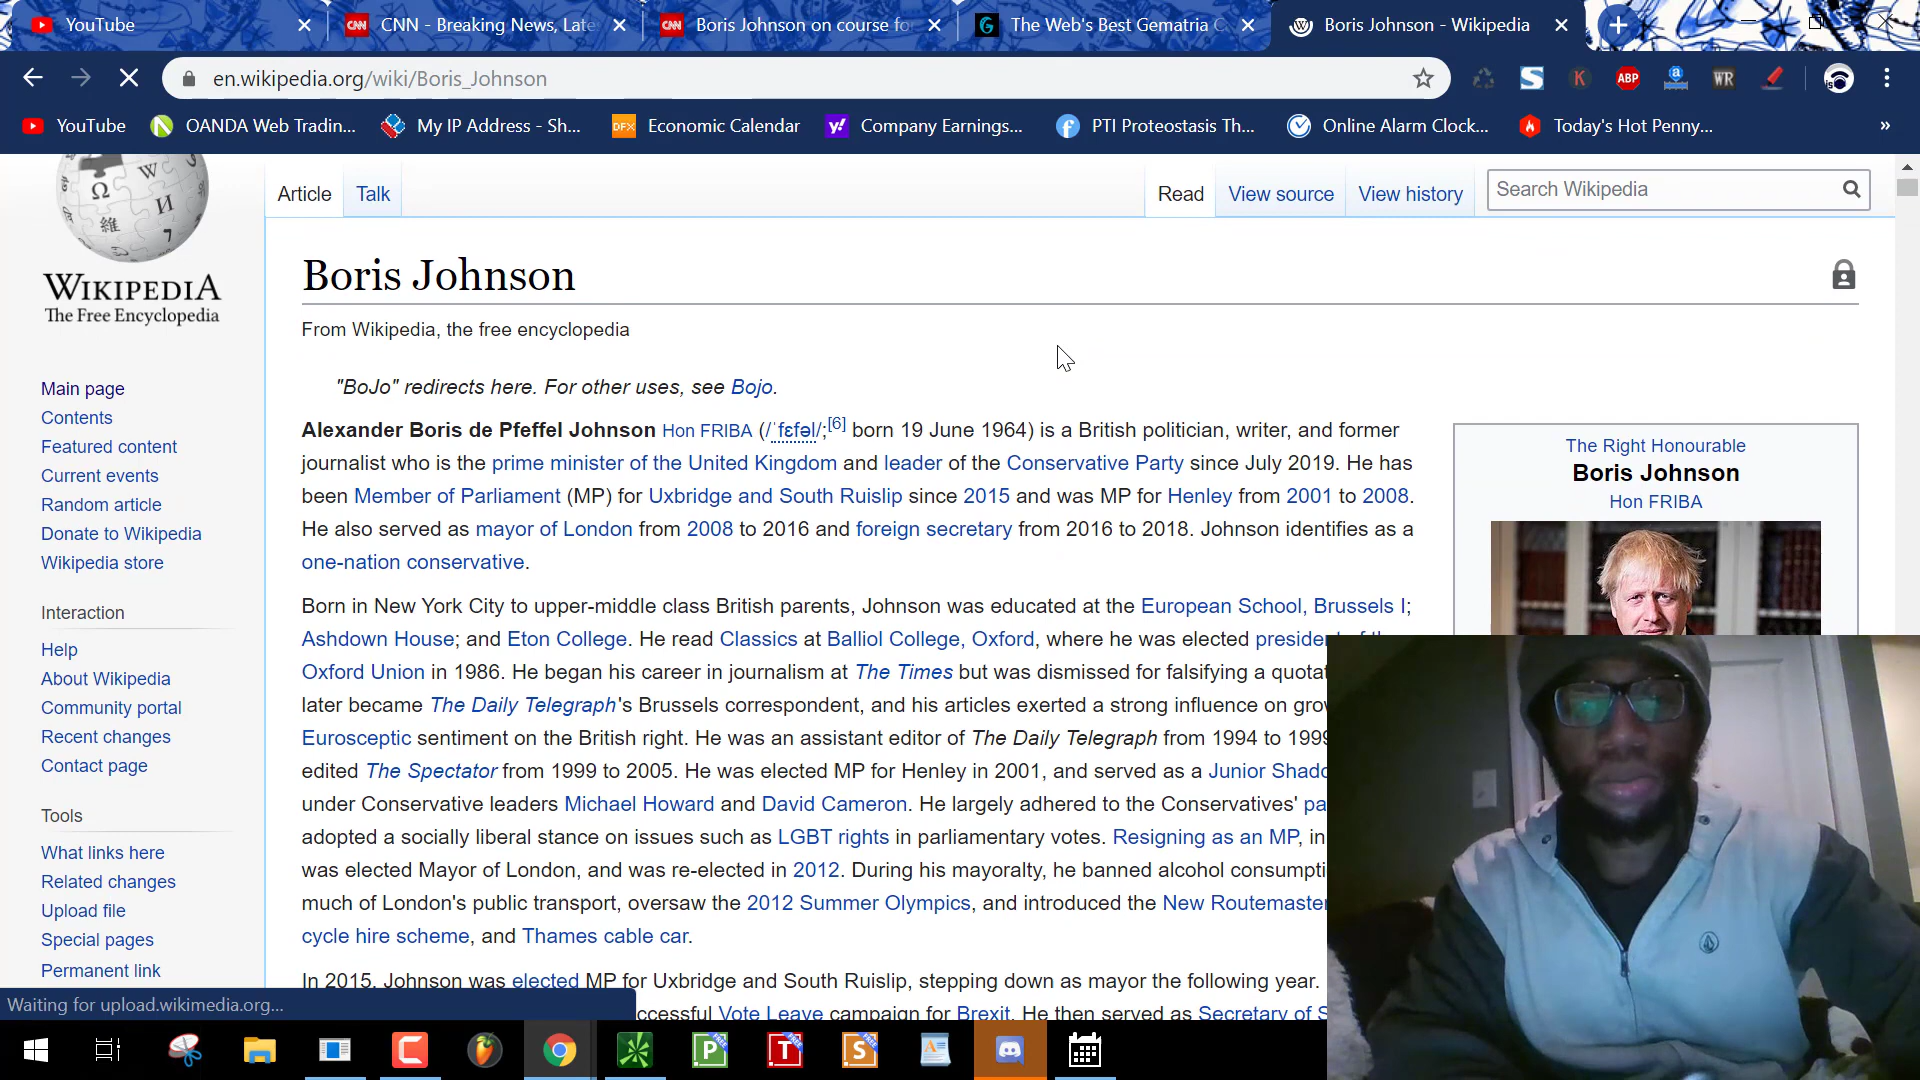 YouTube
CNN - Breaking News, Late
Boris Johnson on course fo
The Web's Best Gematria C
Boris Johnson - Wikipedia
en.wikipedia.org/wiki/Boris_Johnson
YouTube
OANDA Web Tradin...
My IP Address - Sh...
Economic Calendar
Company Earnings...
PTI Proteostasis Th...
Online Alarm Clock...
Today's Hot Penny...
»
WIKIPEDIA
The Free Encyclopedia
Article Talk
Read View source View history
Search Wikipedia
Boris Johnson
From Wikipedia, the free encyclopedia
"BoJo" redirects here. For other uses, see Bojo.
Alexander Boris de Pfeffel Johnson Hon FRIBA (/ˈfɛfəl/;[6] born 19 June 1964) is a British politician, writer, and former
journalist who is the prime minister of the United Kingdom and leader of the Conservative Party since July 2019. He has
been Member of Parliament (MP) for Uxbridge and South Ruislip since 2015 and was MP for Henley from 2001 to 2008.
He also served as mayor of London from 2008 to 2016 and foreign secretary from 2016 to 2018. Johnson identifies as a
one-nation conservative.
Born in New York City to upper-middle class British parents, Johnson was educated at the European School, Brussels I;
Ashdown House; and Eton College. He read Classics at Balliol College, Oxford, where he was elected president of the
Oxford Union in 1986. He began his career in journalism at The Times but was dismissed for falsifying a quotat
later became The Daily Telegraph's Brussels correspondent, and his articles exerted a strong influence on grow
Eurosceptic sentiment on the British right. He was an assistant editor of The Daily Telegraph from 1994 to 1999
edited The Spectator from 1999 to 2005. He was elected MP for Henley in 2001, and served as a Junior Shado
under Conservative leaders Michael Howard and David Cameron. He largely adhered to the Conservatives' pa
adopted a socially liberal stance on issues such as LGBT rights in parliamentary votes. Resigning as an MP, in
was elected Mayor of London, and was re-elected in 2012. During his mayoralty, he banned alcohol consumpti
much of London's public transport, oversaw the 2012 Summer Olympics, and introduced the New Routemaster
cycle hire scheme, and Thames cable car.
In 2015, Johnson was elected MP for Uxbridge and South Ruislip, stepping down as mayor the following year.
ccessful Vote Leave campaign for Brexit. He then served as Secretary of S
The Right Honourable
Boris Johnson
Hon FRIBA
Main page
Contents
Featured content
Current events
Random article
Donate to Wikipedia
Wikipedia store
Interaction
Help
About Wikipedia
Community portal
Recent changes
Contact page
Tools
What links here
Related changes
Upload file
Special pages
Permanent link
Waiting for upload.wikimedia.org...